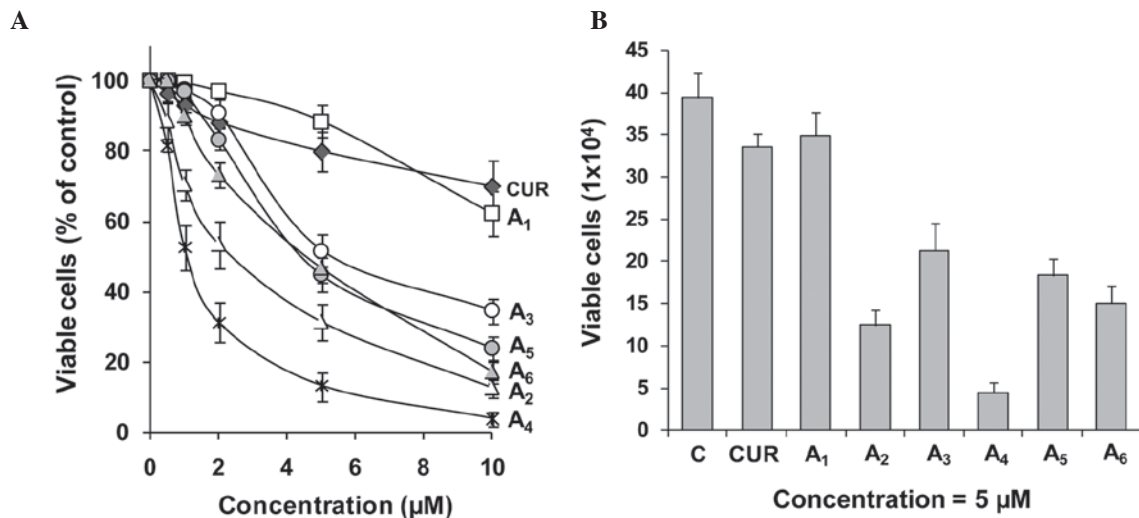 A
Viable cells (% of control)
100
80
60
40
20
0
CUR
A₁
A₃
A₅
A₆
A₂
A₄
0 2 4 6 8 10
Concentration (µM)
B
Viable cells (1x10⁴)
45
40
35
30
25
20
15
10
5
0
C CUR A₁ A₂ A₃ A₄ A₅ A₆
Concentration = 5 µM